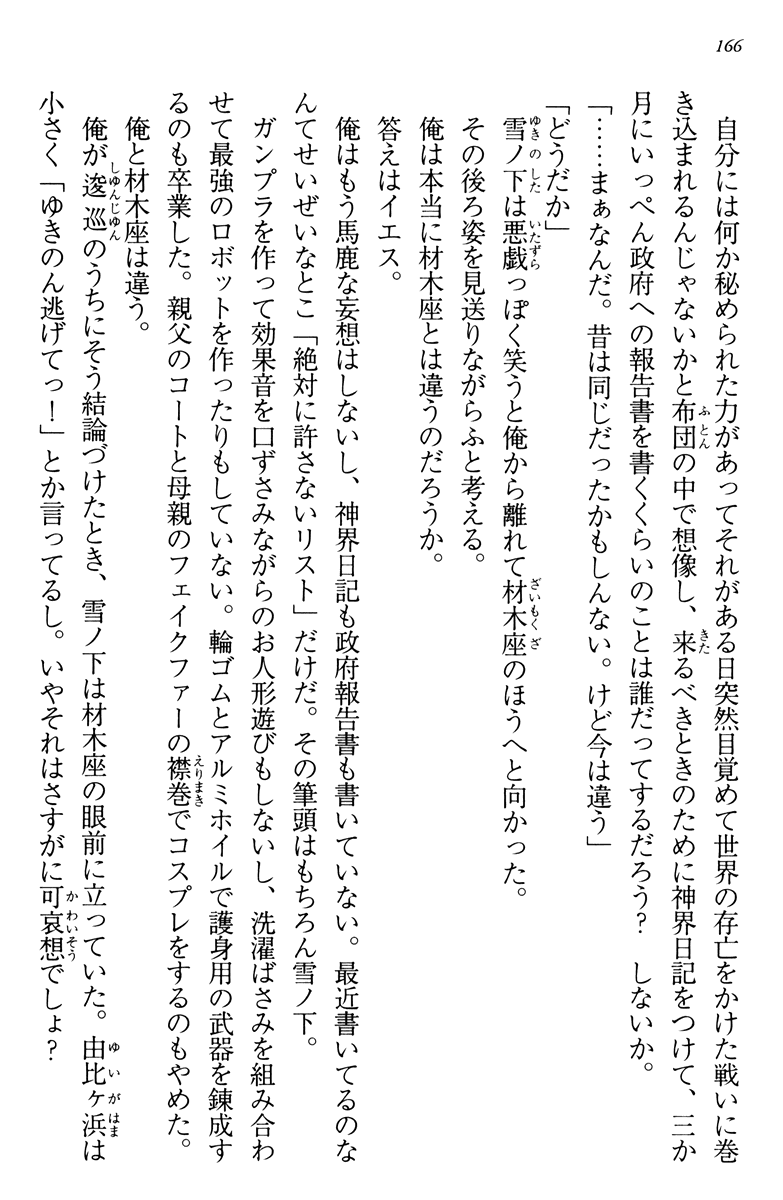 166
自分には何か秘められた力があってそれがある日突然目覚めて世界の存亡をかけた戦いに巻
き込まれるんじゃないかと布団の中で想像し、来るべきときのために神界日記をつけて、三か
月にいっぺん政府への報告書を書くくらいのことは誰だってするだろう？　しないか。
「……まぁなんだ。昔は同じだったかもしんない。けど今は違う」
「どうだか」
雪ノ下は悪戯っぽく笑うと俺から離れて材木座のほうへと向かった。
その後ろ姿を見送りながらふと考える。
俺は本当に材木座とは違うのだろうか。
答えはイエス。
俺はもう馬鹿な妄想はしないし、神界日記も政府報告書も書いていない。最近書いてるのな
んてせいぜいなとこ「絶対に許さないリスト」だけだ。その筆頭はもちろん雪ノ下。
ガンプラを作って効果音を口ずさみながらのお人形遊びもしないし、洗濯ばさみを組み合わ
せて最強のロボットを作ったりもしていない。輪ゴムとアルミホイルで護身用の武器を錬成す
るのも卒業した。親父のコートと母親のフェイクファーの襟巻でコスプレをするのもやめた。
俺と材木座は違う。
俺が逡巡のうちにそう結論づけたとき、雪ノ下は材木座の眼前に立っていた。由比ヶ浜は
小さく「ゆきのん逃げてっ！」とか言ってるし。いやそれはさすがに可哀想でしょ？